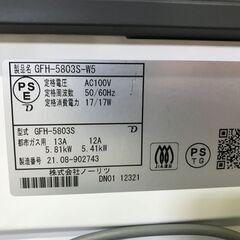 製品名 GFH-5803S-W5
定格電圧 AC100V
定格周波数 50/60Hz
定格消費電力 17/17W
PS
E
型式 GFH-5803S
都市ガス用 13A 12A
5.81kW 5.41kW
製造番号 21.08-902743
株式会社ノーリツ
DN01 12321
JIA
PS
TG